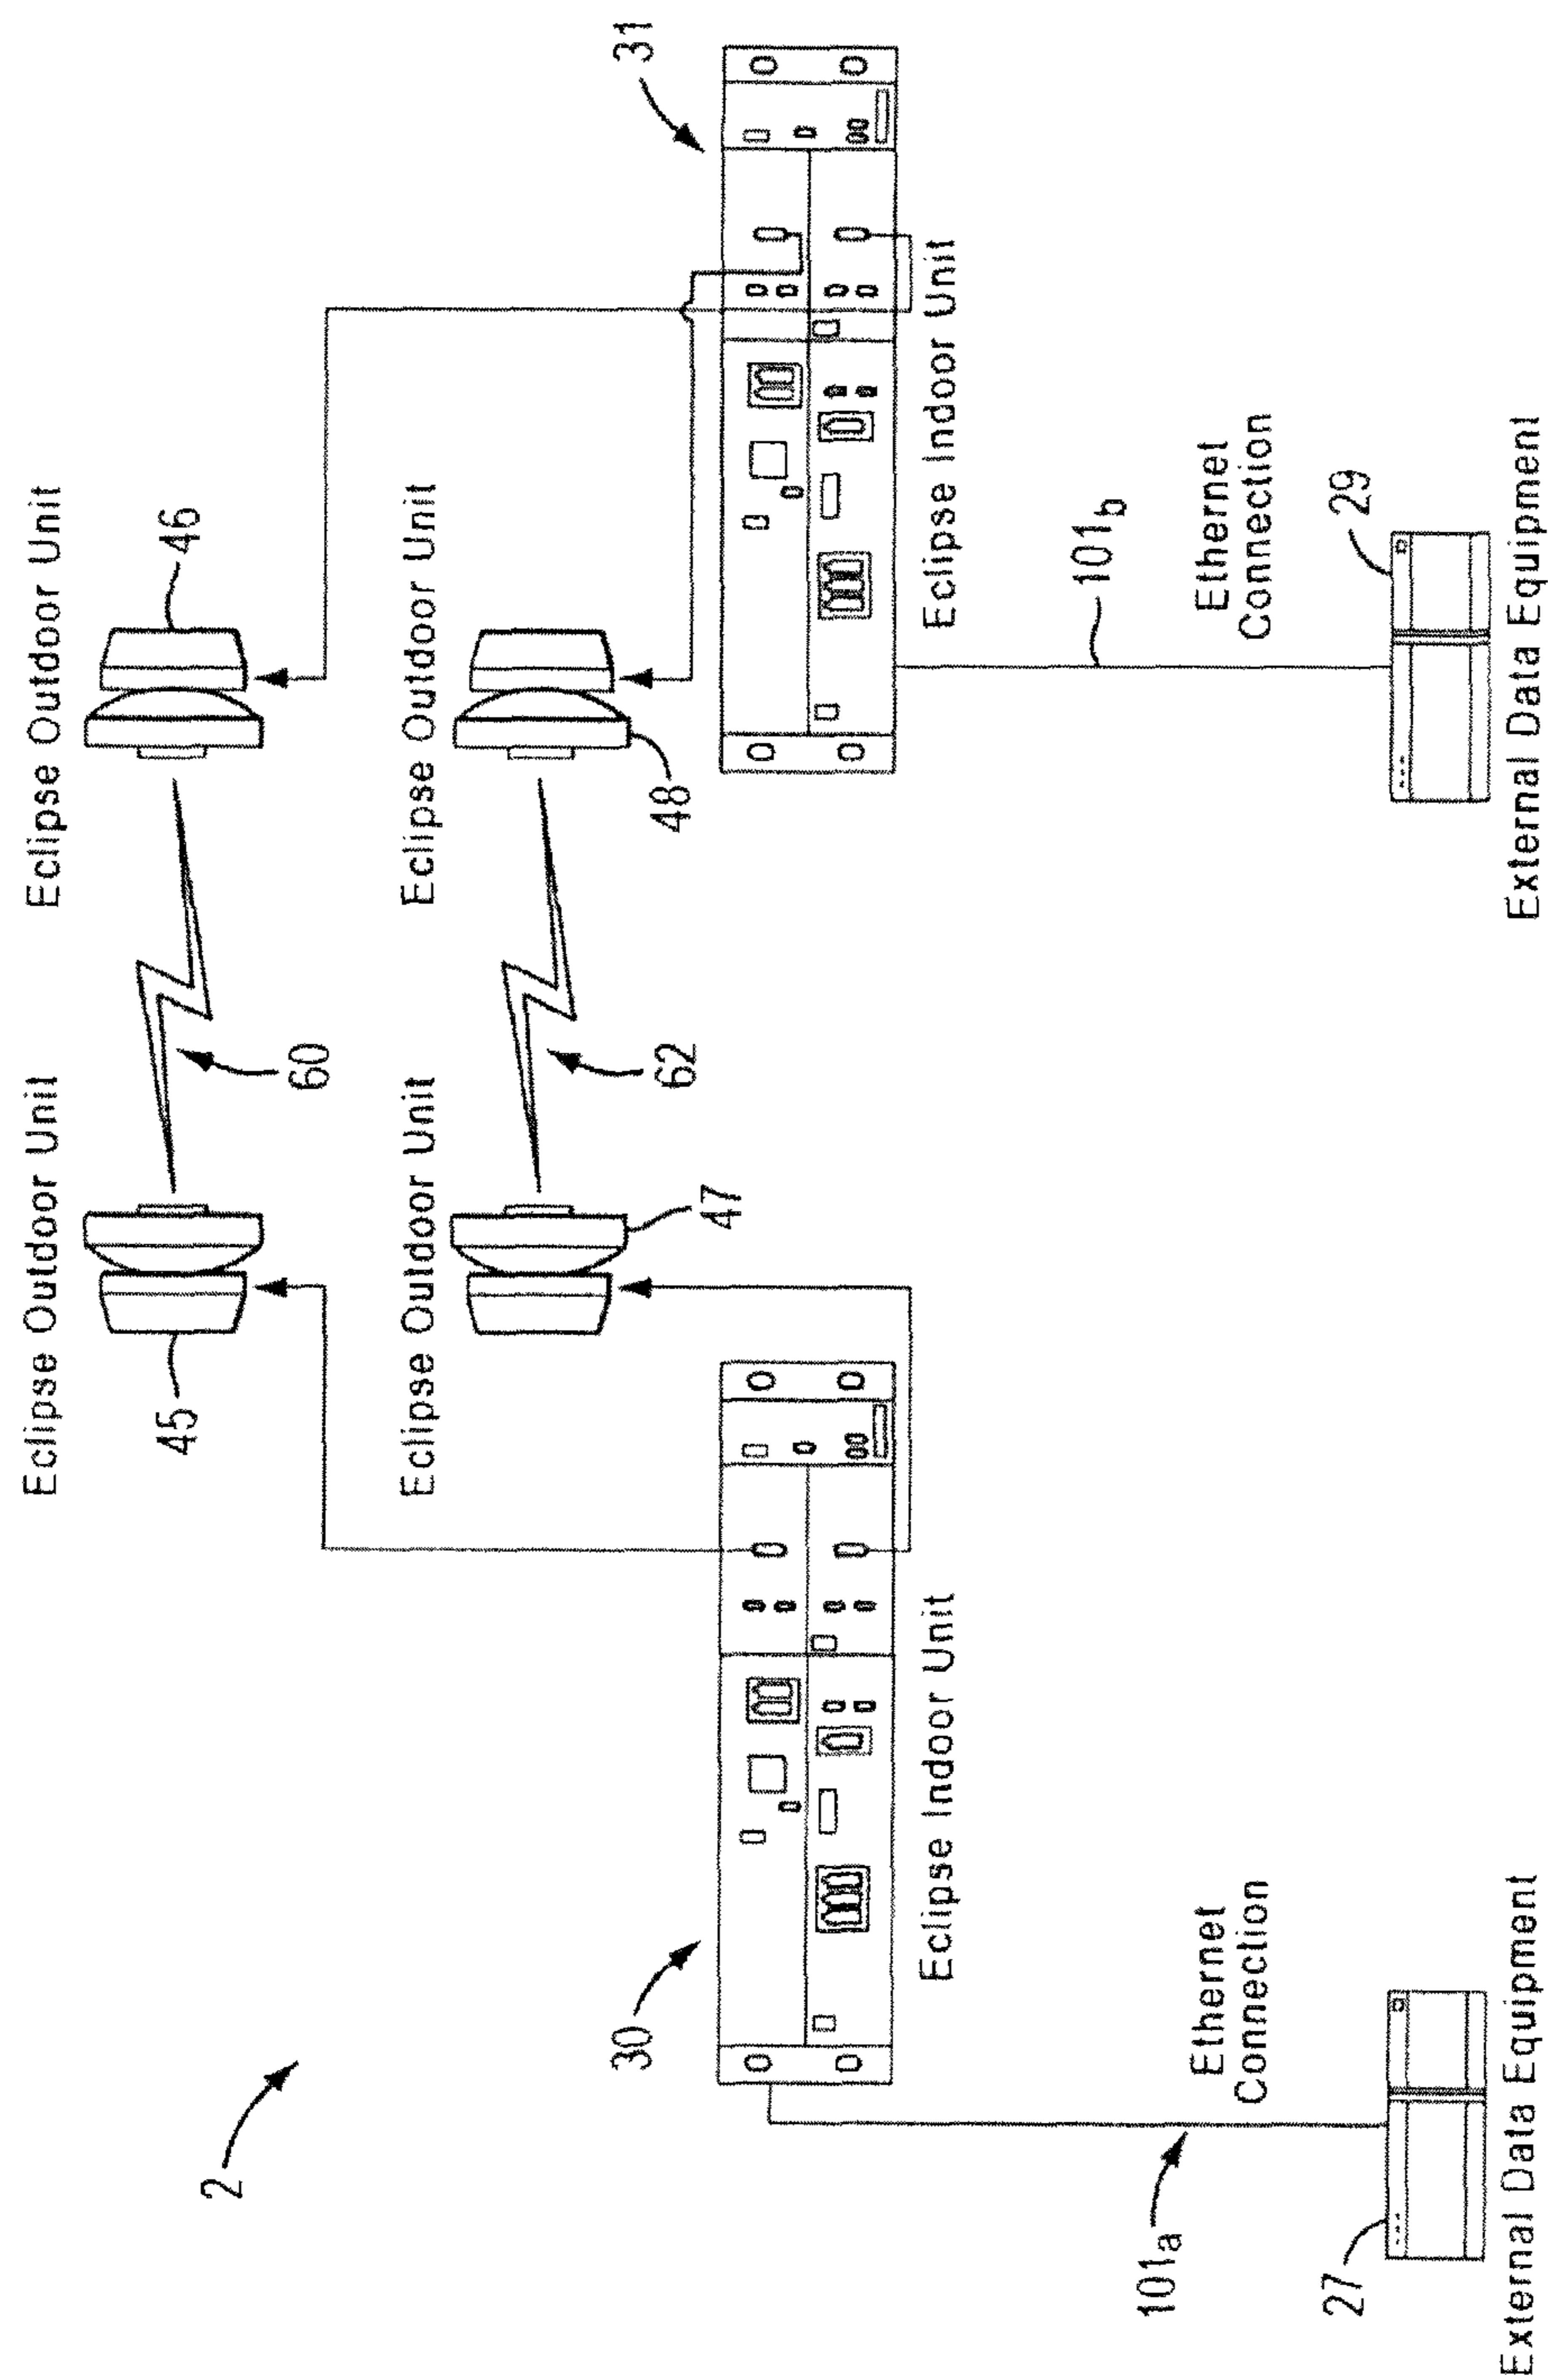 Eclipse Outdoor Unit
Eclipse Outdoor Unit
45
46
60
Eclipse Outdoor Unit
Eclipse Outdoor Unit
47
48
62
2
30
31
Eclipse Indoor Unit
Eclipse Indoor Unit
101a
Ethernet
Connection
101b
Ethernet
Connection
27
29
External Data Equipment
External Data Equipment